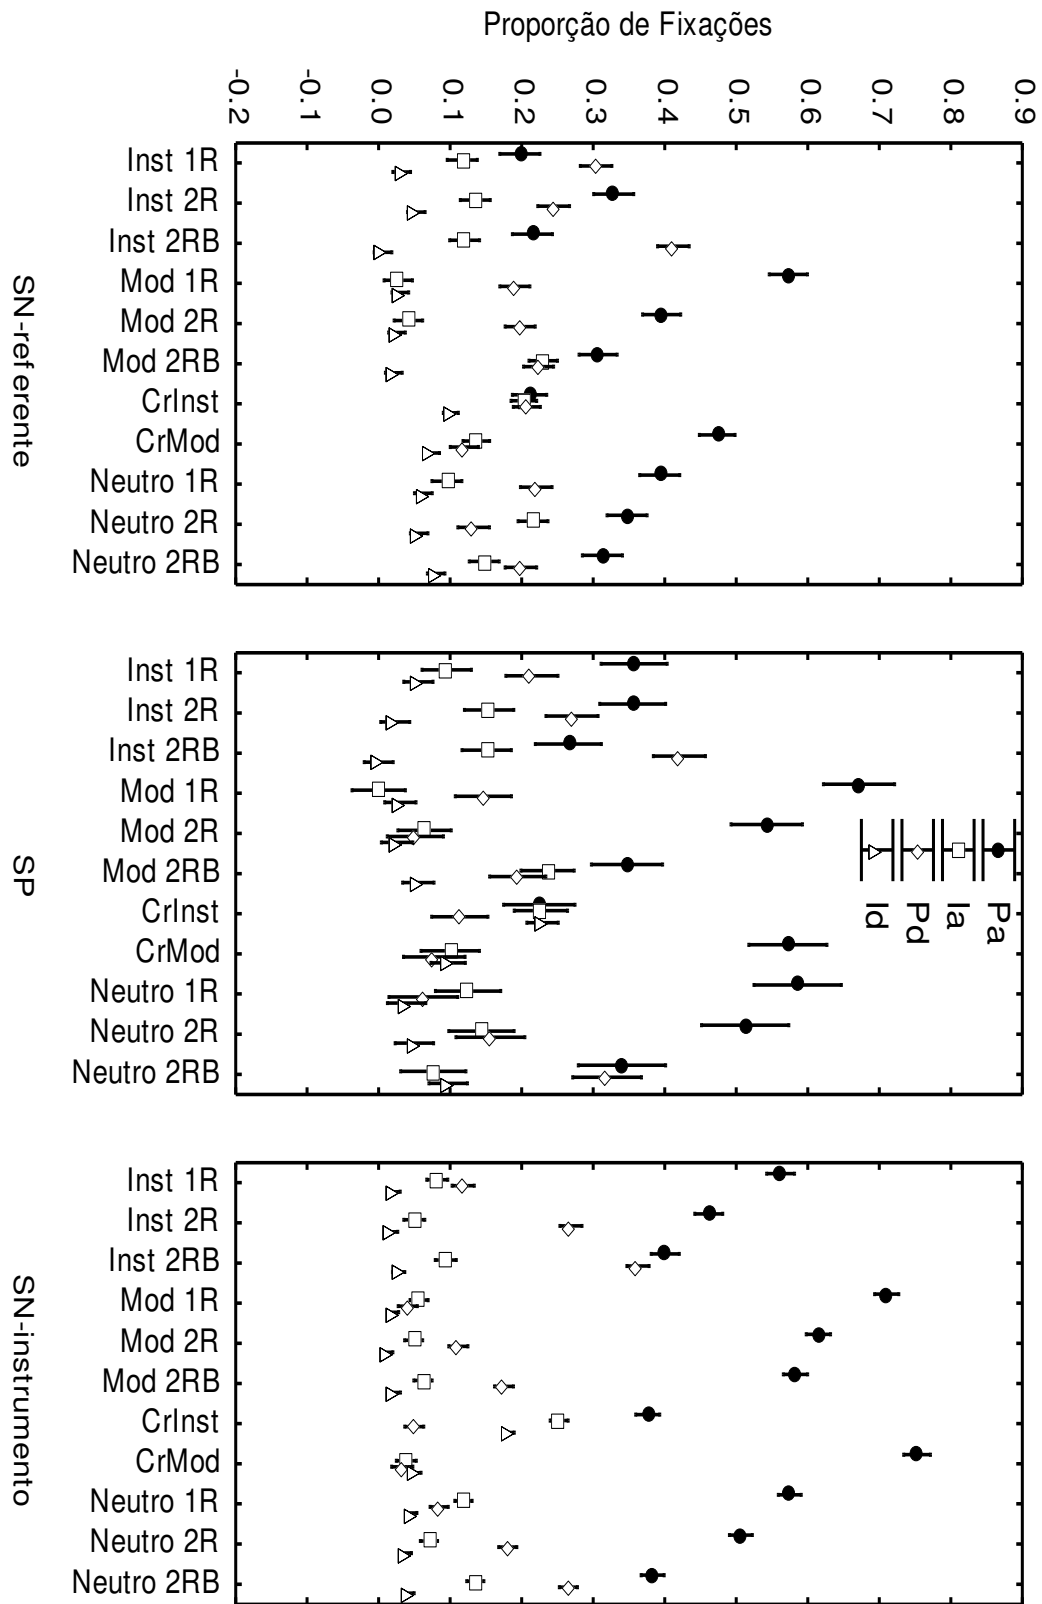 Proporção de Fixações
-0.2
-0.1
0.0
0.1
0.2
0.3
0.4
0.5
0.6
0.7
0.8
0.9
Inst 1R
Inst 2R
Inst 2RB
Mod 1R
Mod 2R
Mod 2RB
CrInst
CrMod
Neutro 1R
Neutro 2R
Neutro 2RB
SN-referente
Inst 1R
Inst 2R
Inst 2RB
Mod 1R
Mod 2R
Mod 2RB
CrInst
CrMod
Neutro 1R
Neutro 2R
Neutro 2RB
SP
Pa
Ia
Pd
Id
Inst 1R
Inst 2R
Inst 2RB
Mod 1R
Mod 2R
Mod 2RB
CrInst
CrMod
Neutro 1R
Neutro 2R
Neutro 2RB
SN-instrumento